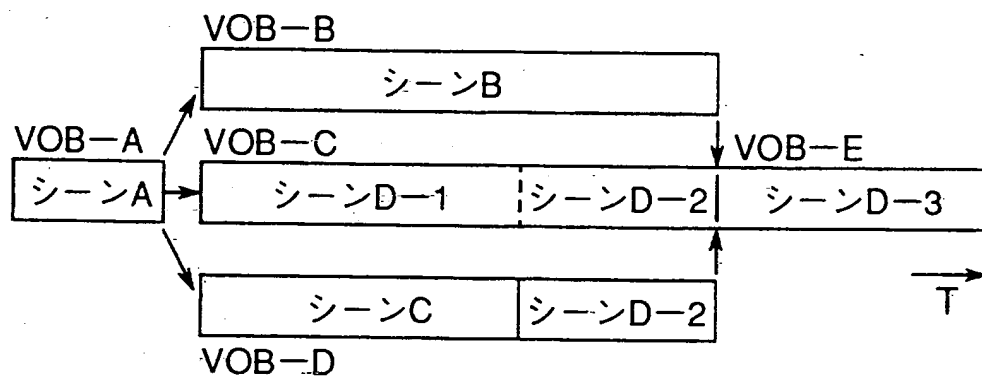 VOB—B
シーンB
VOB—A
VOB—C
VOB—E
シーンA
シーンD—1
シーンD—2
シーンD—3
シーンC
シーンD—2
T
VOB—D